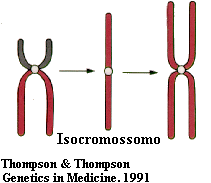 Isocromossomo
Thompson & Thompson
Genetics in Medicine. 1991